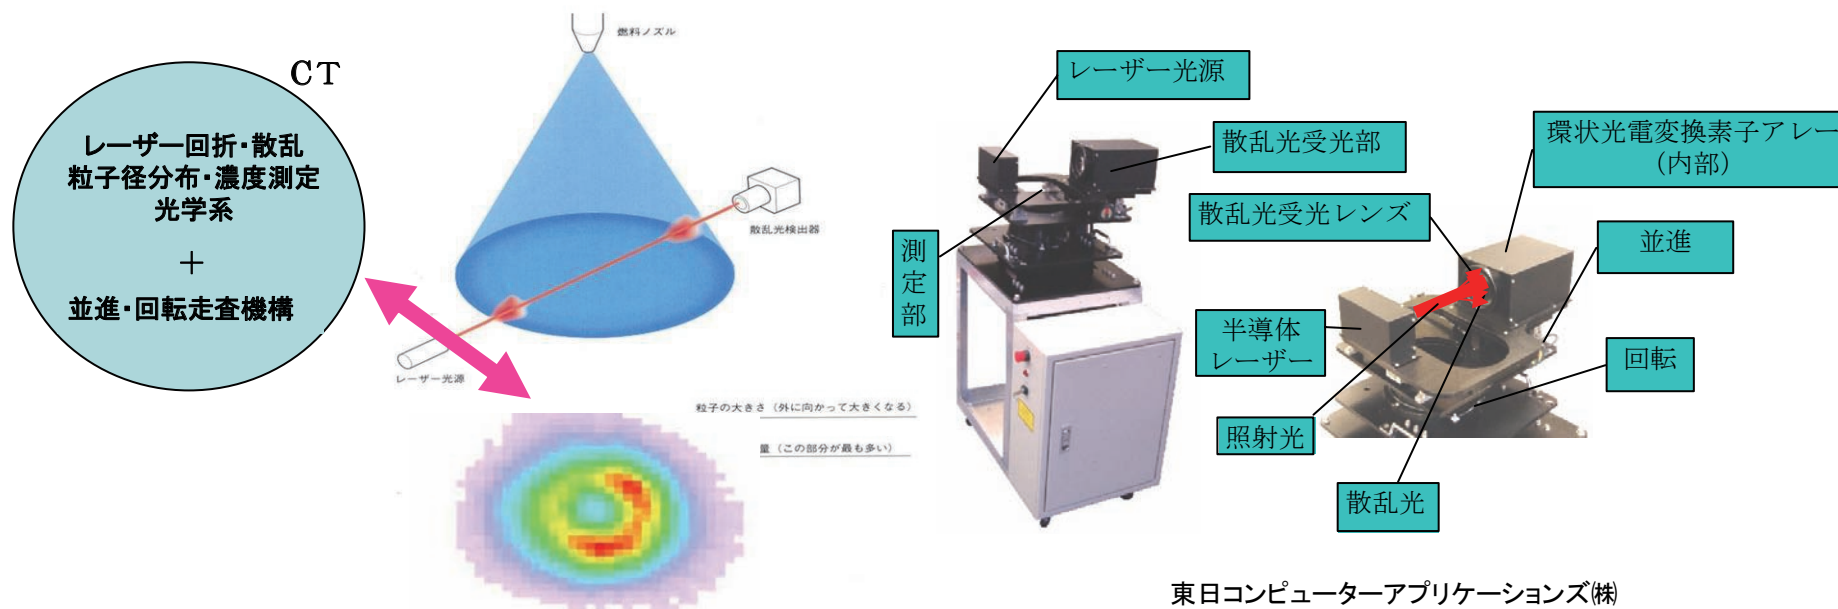 CT
レーザー回折・散乱
粒子径分布・濃度測定
光学系
+
並進・回転走査機構
燃料ノズル
散乱光検出器
レーザー光源
粒子の大きさ（外に向かって大きくなる）
量（この部分が最も多い）
レーザー光源
散乱光受光部
測定部
環状光電変換素子アレー
（内部）
散乱光受光レンズ
並進
半導体
レーザー
回転
照射光
散乱光
東日コンピューターアプリケーションズ㈱